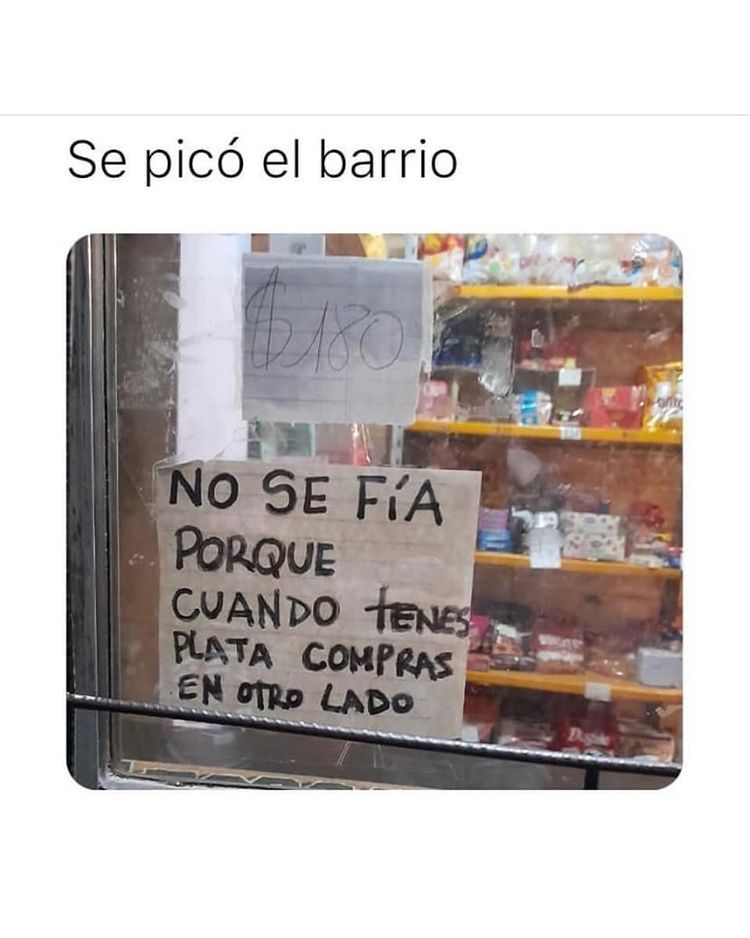 Se picó el barrio
$180
NO SE FíA
PORQUE
CUANDO tENES
PLATA COMPRAS
EN OTRO LADO